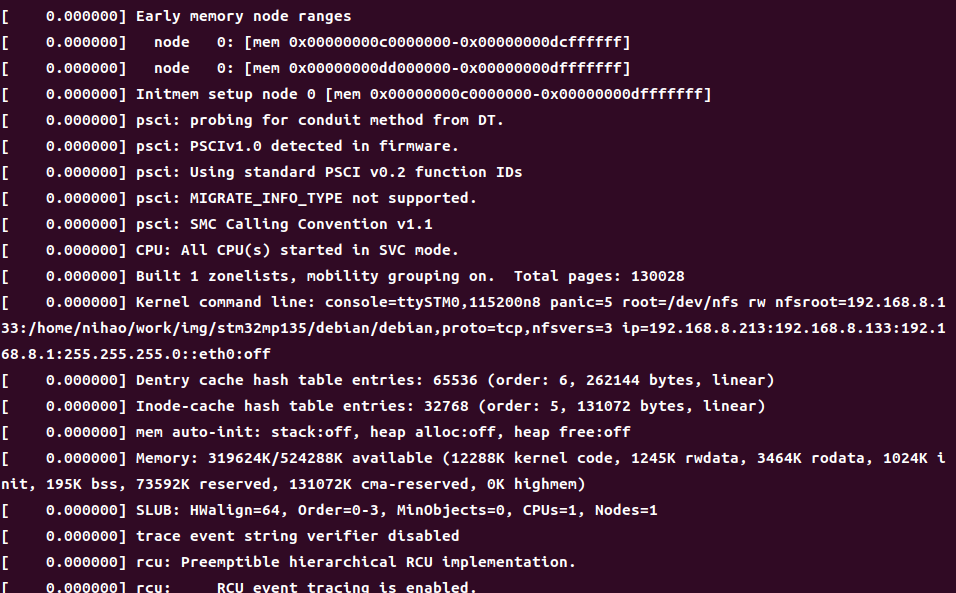 [    0.000000] Early memory node ranges
[    0.000000]   node   0: [mem 0x00000000c0000000-0x00000000dcffffff]
[    0.000000]   node   0: [mem 0x00000000dd000000-0x00000000dfffffff]
[    0.000000] Initmem setup node 0 [mem 0x00000000c0000000-0x00000000dfffffff]
[    0.000000] psci: probing for conduit method from DT.
[    0.000000] psci: PSCIv1.0 detected in firmware.
[    0.000000] psci: Using standard PSCI v0.2 function IDs
[    0.000000] psci: MIGRATE_INFO_TYPE not supported.
[    0.000000] psci: SMC Calling Convention v1.1
[    0.000000] CPU: All CPU(s) started in SVC mode.
[    0.000000] Built 1 zonelists, mobility grouping on.  Total pages: 130028
[    0.000000] Kernel command line: console=ttySTM0,115200n8 panic=5 root=/dev/nfs rw nfsroot=192.168.8.1
33:/home/nihao/work/img/stm32mp135/debian/debian,proto=tcp,nfsvers=3 ip=192.168.8.213:192.168.8.133:192.1
68.8.1:255.255.255.0::eth0:off
[    0.000000] Dentry cache hash table entries: 65536 (order: 6, 262144 bytes, linear)
[    0.000000] Inode-cache hash table entries: 32768 (order: 5, 131072 bytes, linear)
[    0.000000] mem auto-init: stack:off, heap alloc:off, heap free:off
[    0.000000] Memory: 319624K/524288K available (12288K kernel code, 1245K rwdata, 3464K rodata, 1024K i
nit, 195K bss, 73592K reserved, 131072K cma-reserved, 0K highmem)
[    0.000000] SLUB: HWalign=64, Order=0-3, MinObjects=0, CPUs=1, Nodes=1
[    0.000000] trace event string verifier disabled
[    0.000000] rcu: Preemptible hierarchical RCU implementation.
[    0.000000] rcu:     RCU event tracing is enabled.